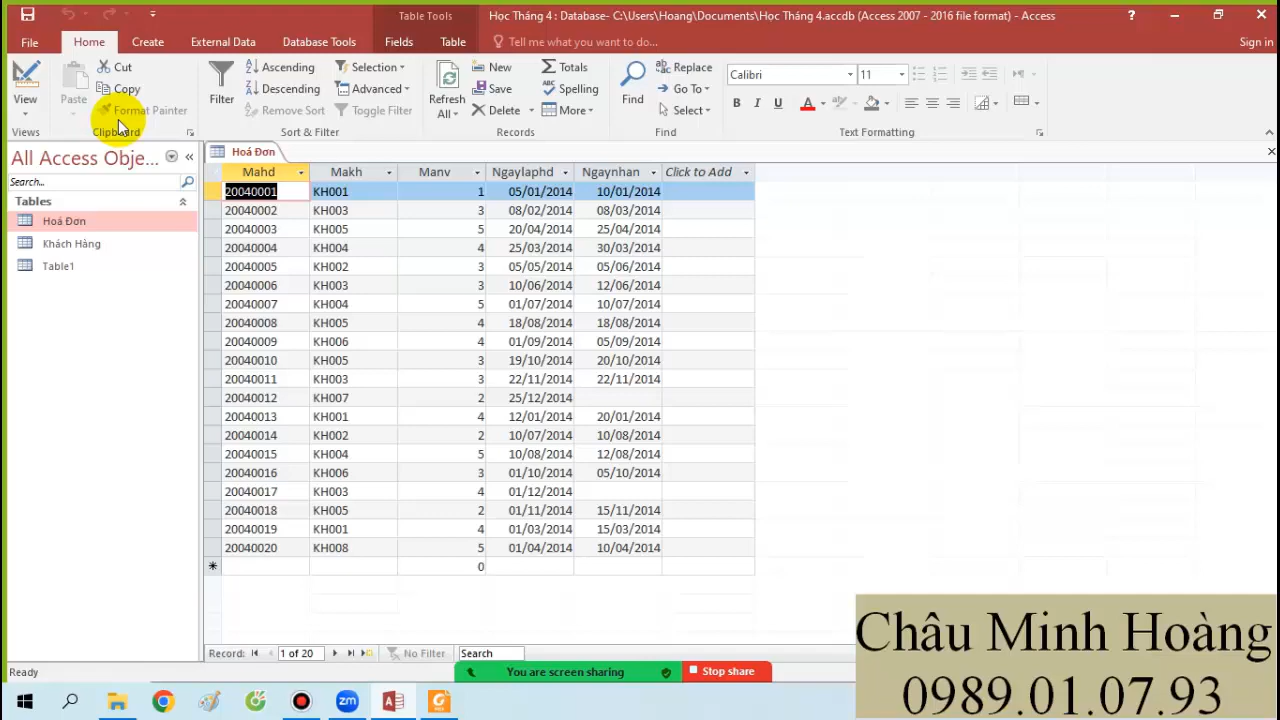 Table Tools
Học Tháng 4 : Database- C:\Users\Hoang\Documents\Học Tháng 4.accdb (Access 2007 - 2016 file format) - Access
?
File Home Create External Data Database Tools Fields Table Tell me what you want to do... Sign in
View
Views
Paste
Cut
Copy
Format Painter
Clipboard
Filter
Ascending
Descending
Remove Sort
Selection
Advanced
Toggle Filter
Sort & Filter
Refresh
All
New
Save
Delete
Totals
Spelling
More
Records
Find
Replace
Go To
Select
Find
Calibri 11
B I U A
Text Formatting
All Access Obje...
Search...
Tables
Hoá Đơn
Khách Hàng
Table1
Hoá Đơn
Mahd Makh Manv Ngaylaphd Ngaynhan Click to Add
20040001 KH001 1 05/01/2014 10/01/2014
20040002 KH003 3 08/02/2014 08/03/2014
20040003 KH005 5 20/04/2014 25/04/2014
20040004 KH004 4 25/03/2014 30/03/2014
20040005 KH002 3 05/05/2014 05/06/2014
20040006 KH003 3 10/06/2014 12/06/2014
20040007 KH004 5 01/07/2014 10/07/2014
20040008 KH005 4 18/08/2014 18/08/2014
20040009 KH006 4 01/09/2014 05/09/2014
20040010 KH005 3 19/10/2014 20/10/2014
20040011 KH003 3 22/11/2014 22/11/2014
20040012 KH007 2 25/12/2014
20040013 KH001 4 12/01/2014 20/01/2014
20040014 KH002 2 10/07/2014 10/08/2014
20040015 KH004 5 10/08/2014 12/08/2014
20040016 KH006 3 01/10/2014 05/10/2014
20040017 KH003 4 01/12/2014
20040018 KH005 2 01/11/2014 15/11/2014
20040019 KH001 4 01/03/2014 15/03/2014
20040020 KH008 5 01/04/2014 10/04/2014
0
Record: 1 of 20 No Filter Search
Ready
You are screen sharing Stop share
zm
Châu Minh Hoàng
0989.01.07.93